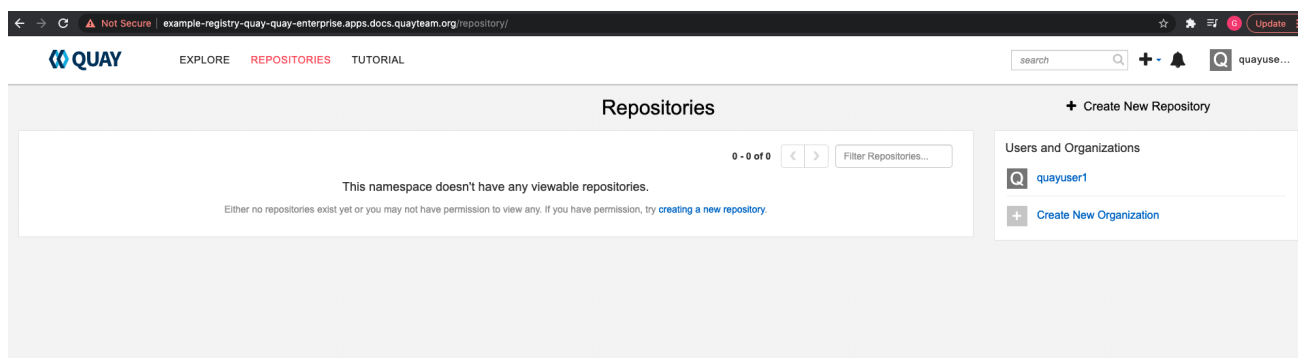 Not Secure example-registry-quay-quay-enterprise.apps.docs.quayteam.org/repository/ G Update
QUAY EXPLORE REPOSITORIES TUTORIAL search Q quayuse...
Repositories
+ Create New Repository
0 - 0 of 0 < > Filter Repositories...
This namespace doesn't have any viewable repositories.
Either no repositories exist yet or you may not have permission to view any. If you have permission, try creating a new repository.
Users and Organizations
Q quayuser1
+ Create New Organization